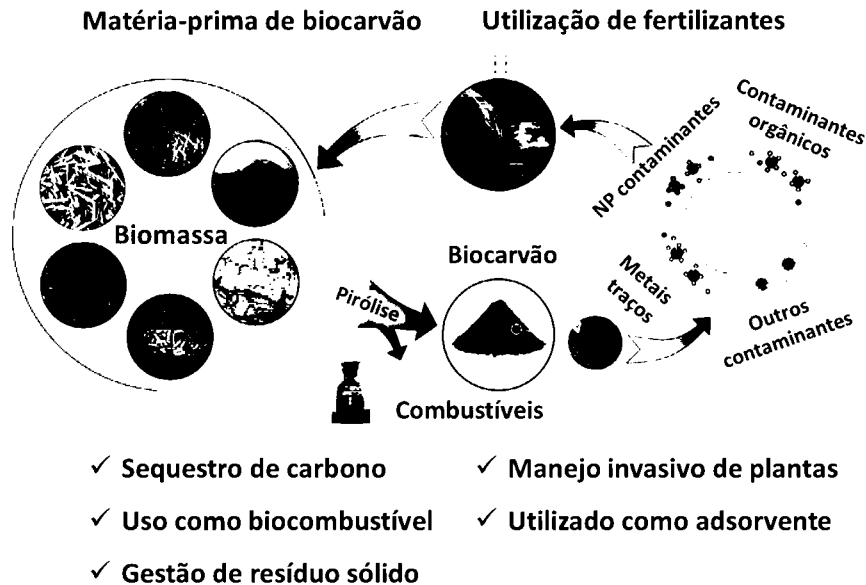 Matéria-prima de biocarvão
Utilização de fertilizantes
Contaminantes
orgânicos
NP contaminantes
Biomassa
Biocarvão
Metais
traços
Pirólise
Outros
contaminantes
Combustíveis
✓ Sequestro de carbono
✓ Manejo invasivo de plantas
✓ Uso como biocombustível
✓ Utilizado como adsorvente
✓ Gestão de resíduo sólido